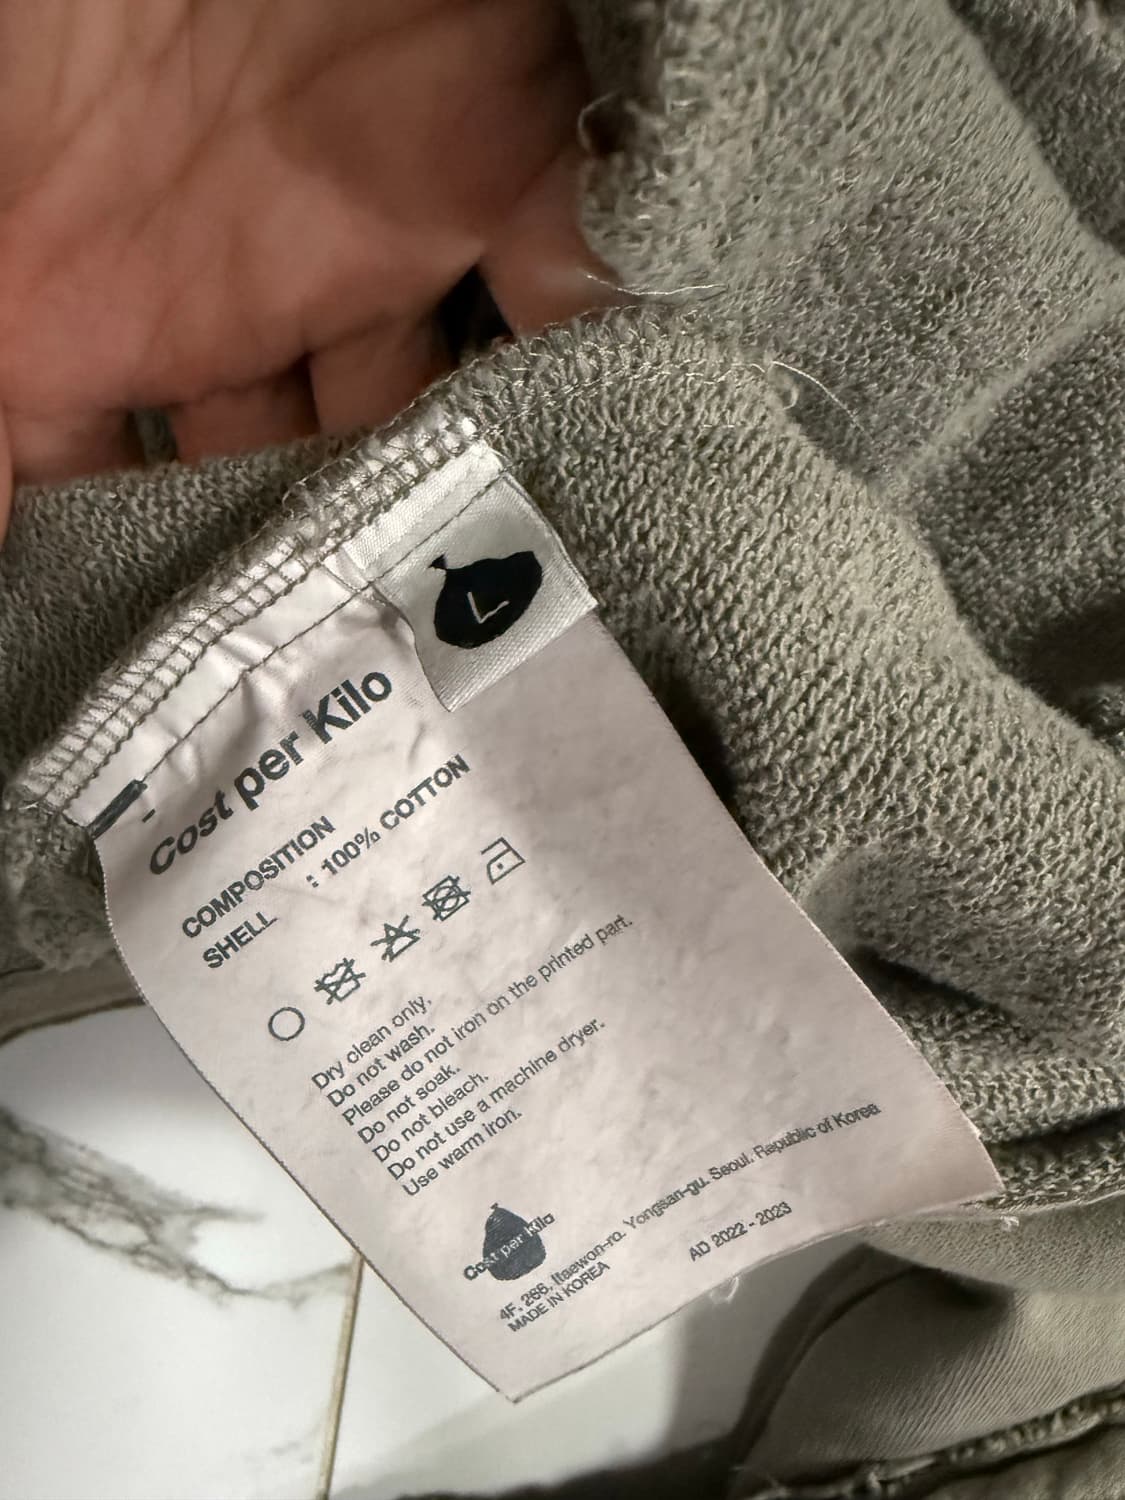 L
Cost per Kilo
COMPOSITION
SHELL : 100% COTTON
Dry clean only,
Do not wash.
Please do not iron on the printed part.
Do not soak.
Do not bleach.
Do not use a machine dryer.
Use warm iron.
Cost per Kilo
4F, 266, Itaewon-ro, Yongsan-gu, Seoul, Republic of Korea
MADE IN KOREA
AD 2022 - 2023